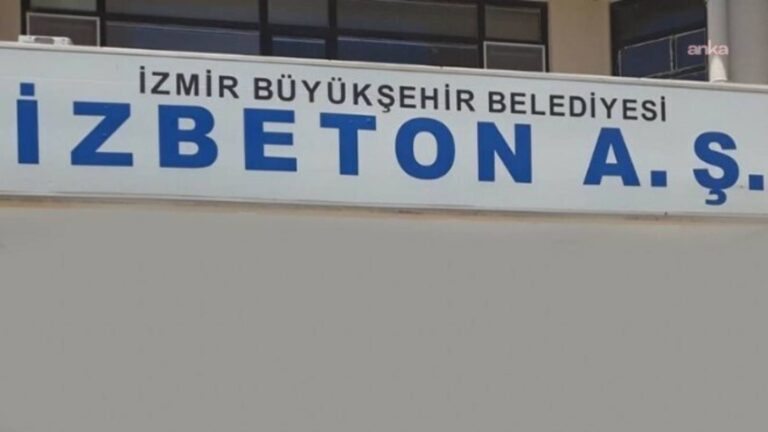 anka
İZMİR BÜYÜKŞEHİR BELEDİYESİ
İZBETON A. Ş.